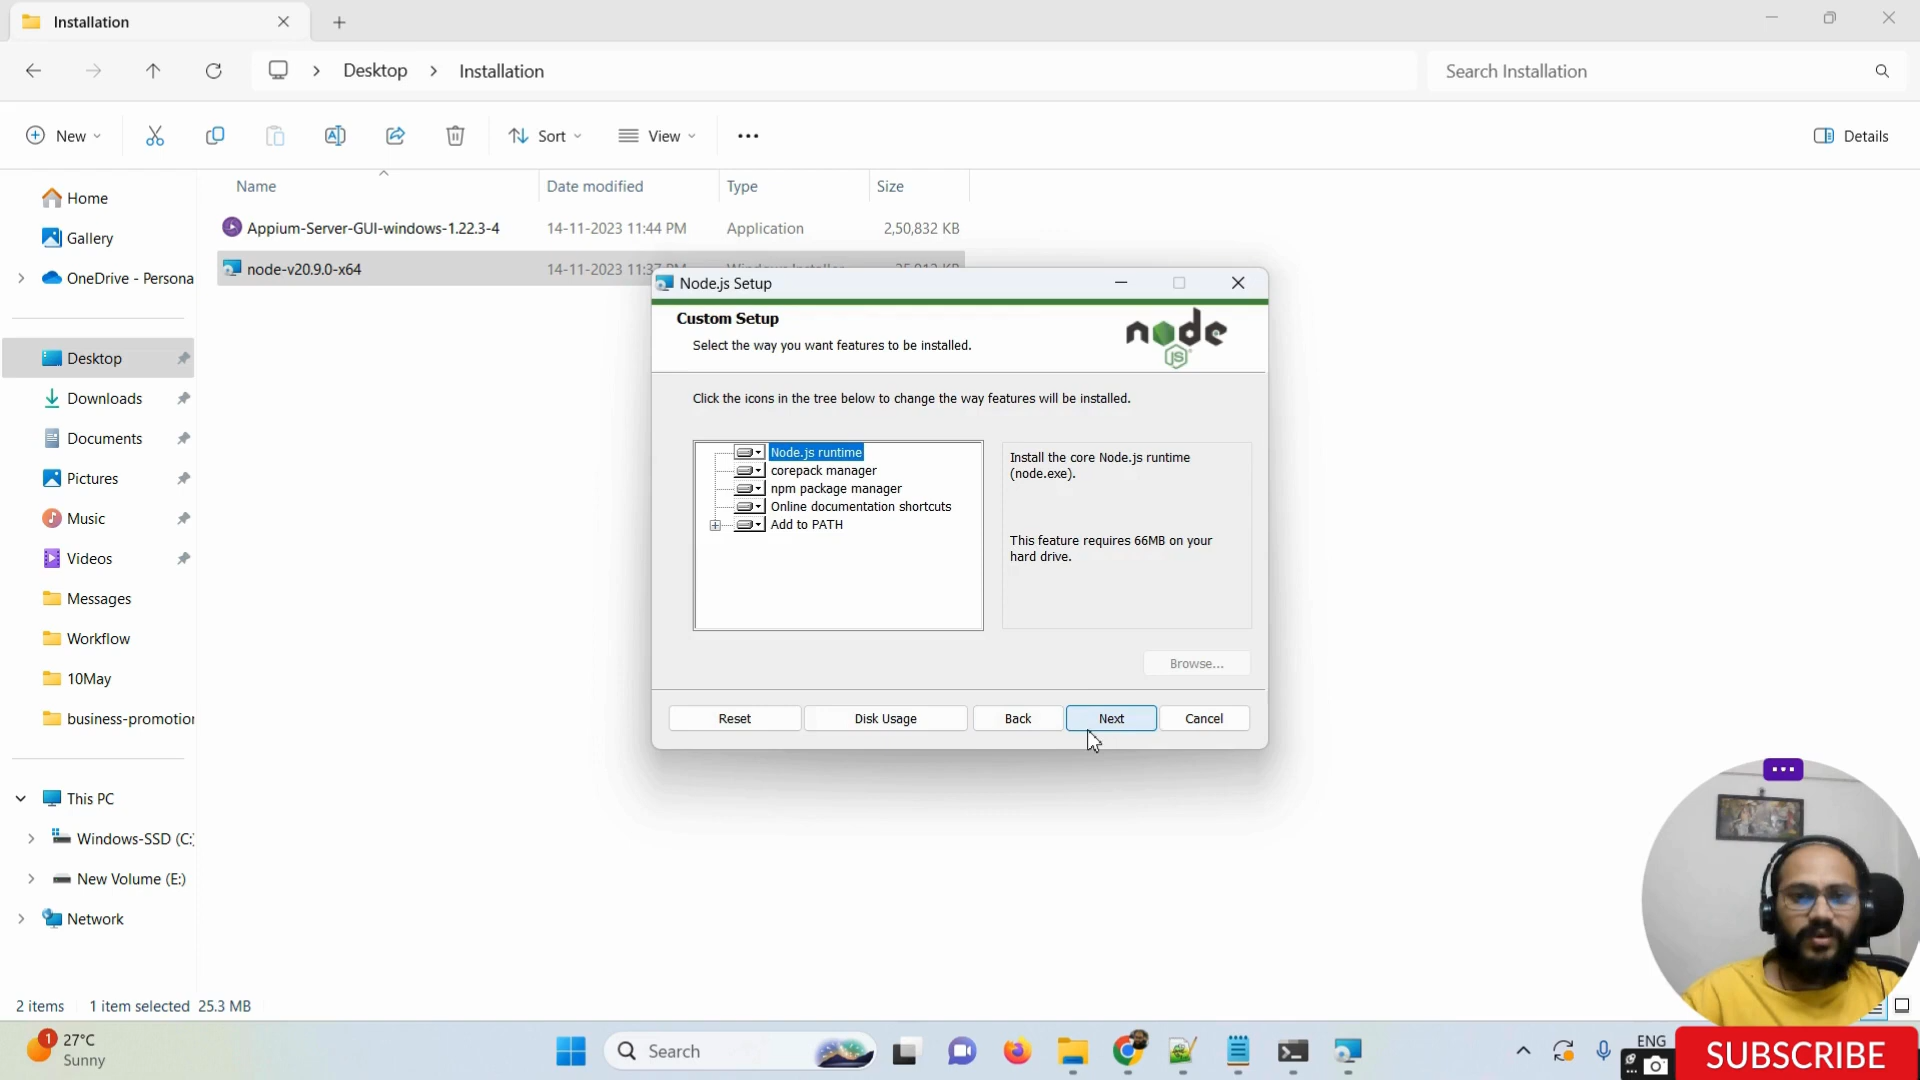 Installation
Desktop
Installation
Search Installation
New
Sort
View
Details
Name
Date modified
Type
Size
Home
Gallery
OneDrive - Persona
Desktop
Downloads
Documents
Pictures
Music
Videos
Messages
Workflow
10May
business-promotion
This PC
Windows-SSD (C:
New Volume (E:)
Network
Appium-Server-GUI-windows-1.22.3-4
14-11-2023 11:44 PM
Application
2,50,832 KB
node-v20.9.0-x64
14-11-2023 11:37 PM
Node.js Setup
Custom Setup
Select the way you want features to be installed.
node
JS
Click the icons in the tree below to change the way features will be installed.
Node.js runtime
corepack manager
npm package manager
Online documentation shortcuts
Add to PATH
Install the core Node.js runtime
(node.exe).
This feature requires 66MB on your
hard drive.
Browse...
Reset
Disk Usage
Back
Next
Cancel
2 items
1 item selected 25.3 MB
1
27°C
Sunny
Search
ENG
SUBSCRIBE